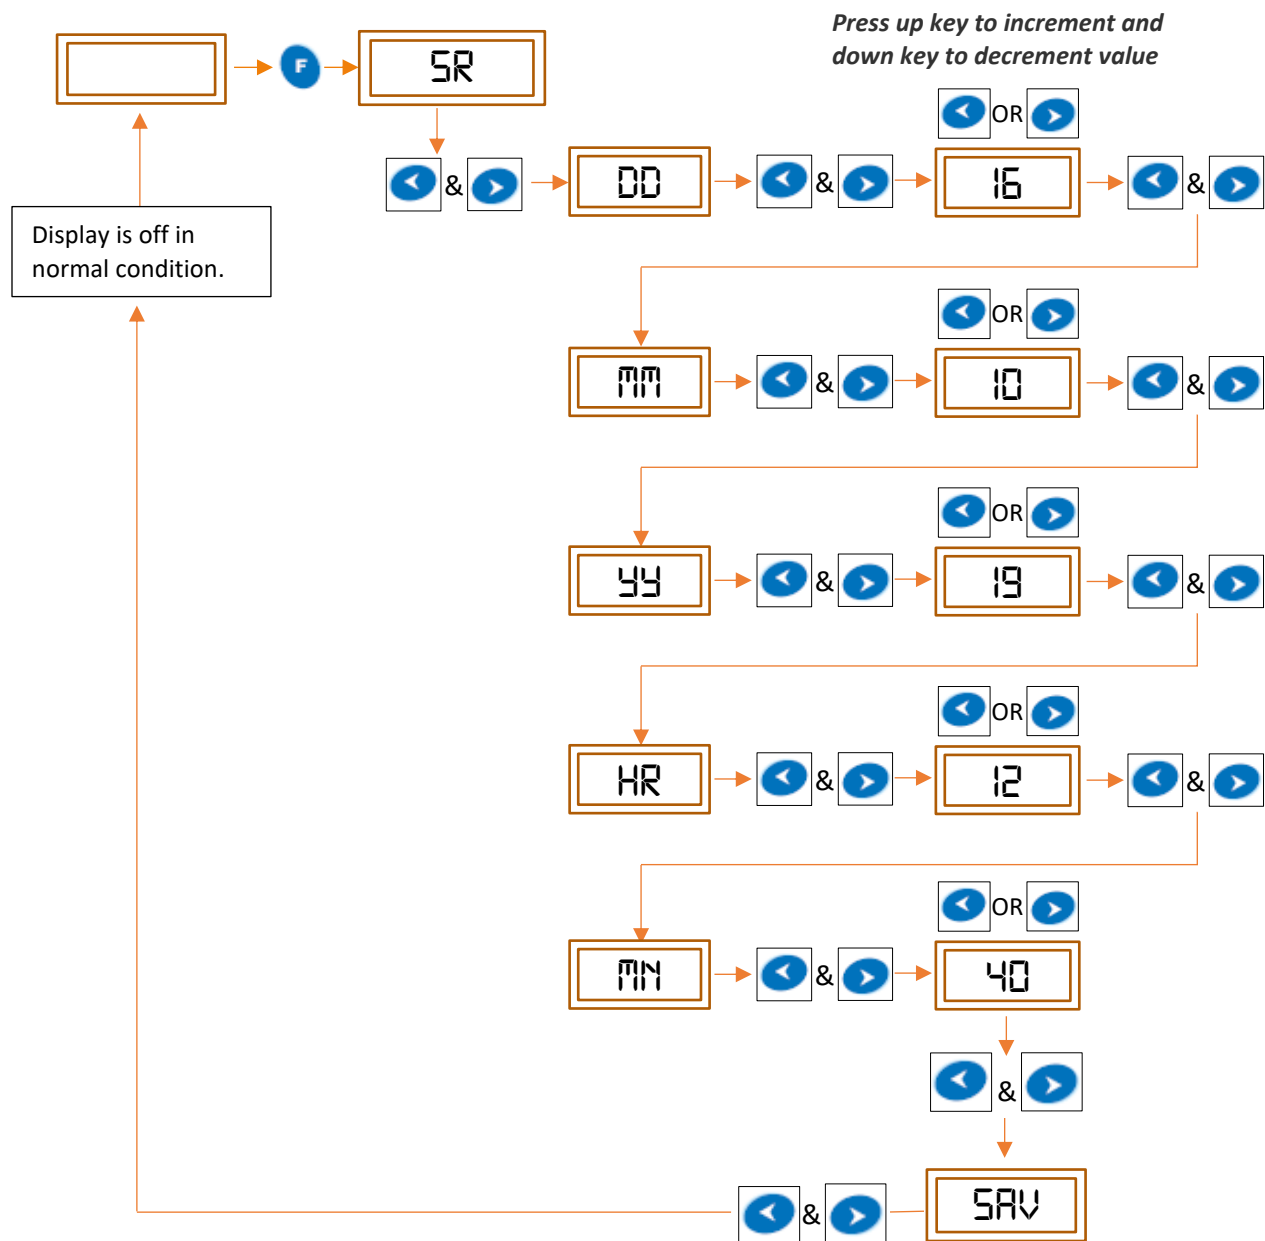 Press up key to increment and
down key to decrement value
F
SR
OR
&
DD
&
16
&
Display is off in
normal condition.
OR
MM
&
10
&
OR
YY
&
19
&
OR
HR
&
12
&
OR
MN
&
40
&
SAV
&